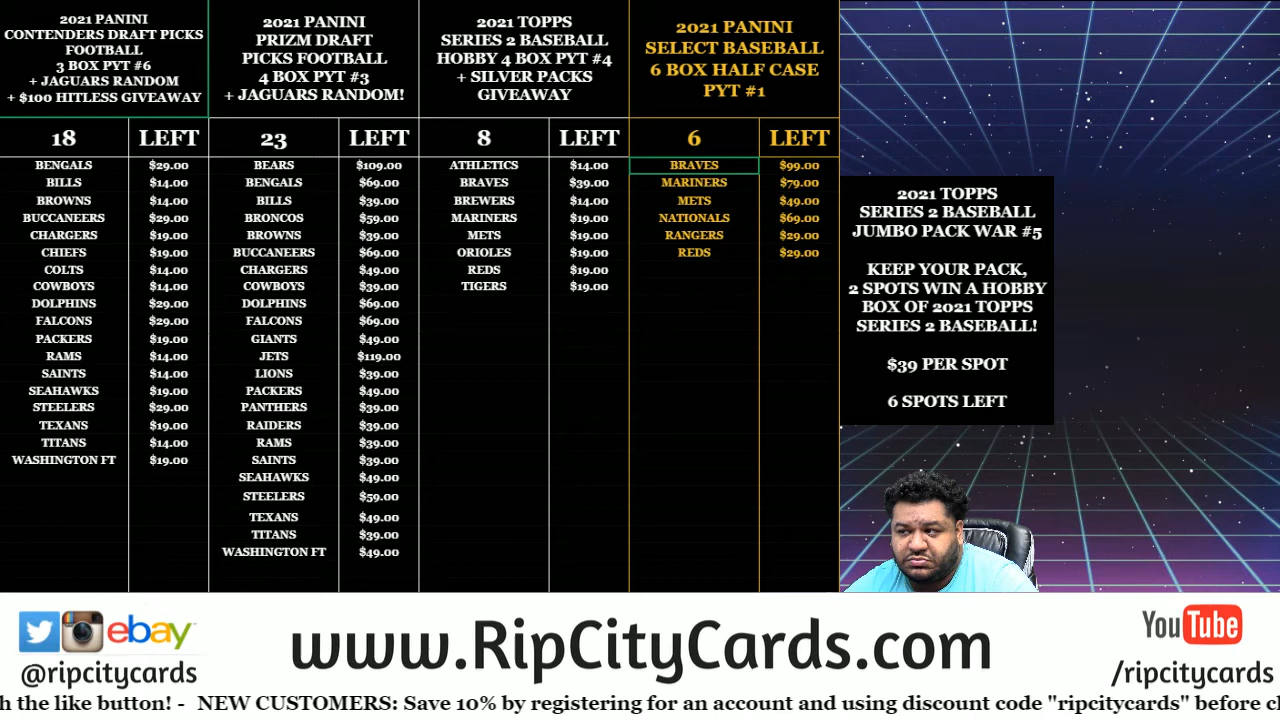 2021 PANINI
CONTENDERS DRAFT PICKS
FOOTBALL
3 BOX PYT #6
+ JAGUARS RANDOM
+ $100 HITLESS GIVEAWAY
18 LEFT
BENGALS $29.00
BILLS $14.00
BROWNS $14.00
BUCCANEERS $29.00
CHARGERS $19.00
CHIEFS $19.00
COLTS $14.00
COWBOYS $14.00
DOLPHINS $29.00
FALCONS $29.00
PACKERS $19.00
RAMS $14.00
SAINTS $14.00
SEAHAWKS $19.00
STEELERS $29.00
TEXANS $19.00
TITANS $14.00
WASHINGTON FT $19.00
2021 PANINI
PRIZM DRAFT
PICKS FOOTBALL
4 BOX PYT #3
+ JAGUARS RANDOM!
23 LEFT
BEARS $109.00
BENGALS $69.00
BILLS $39.00
BRONCOS $59.00
BROWNS $39.00
BUCCANEERS $69.00
CHARGERS $49.00
COWBOYS $39.00
DOLPHINS $69.00
FALCONS $69.00
GIANTS $49.00
JETS $119.00
LIONS $39.00
PACKERS $49.00
PANTHERS $39.00
RAIDERS $39.00
RAMS $39.00
SAINTS $39.00
SEAHAWKS $49.00
STEELERS $59.00
TEXANS $49.00
TITANS $39.00
WASHINGTON FT $49.00
2021 TOPPS
SERIES 2 BASEBALL
HOBBY 4 BOX PYT #4
+ SILVER PACKS
GIVEAWAY
8 LEFT
ATHLETICS $14.00
BRAVES $39.00
BREWERS $14.00
MARINERS $19.00
METS $19.00
ORIOLES $19.00
REDS $19.00
TIGERS $19.00
2021 PANINI
SELECT BASEBALL
6 BOX HALF CASE
PYT #1
6 LEFT
BRAVES $99.00
MARINERS $79.00
METS $49.00
NATIONALS $69.00
RANGERS $29.00
REDS $29.00
2021 TOPPS
SERIES 2 BASEBALL
JUMBO PACK WAR #5
KEEP YOUR PACK,
2 SPOTS WIN A HOBBY
BOX OF 2021 TOPPS
SERIES 2 BASEBALL!
$39 PER SPOT
6 SPOTS LEFT
ebay
@ripcitycards
www.RipCityCards.com
YouTube
/ripcitycards
h the like button! - NEW CUSTOMERS: Save 10% by registering for an account and using discount code "ripcitycards" before c